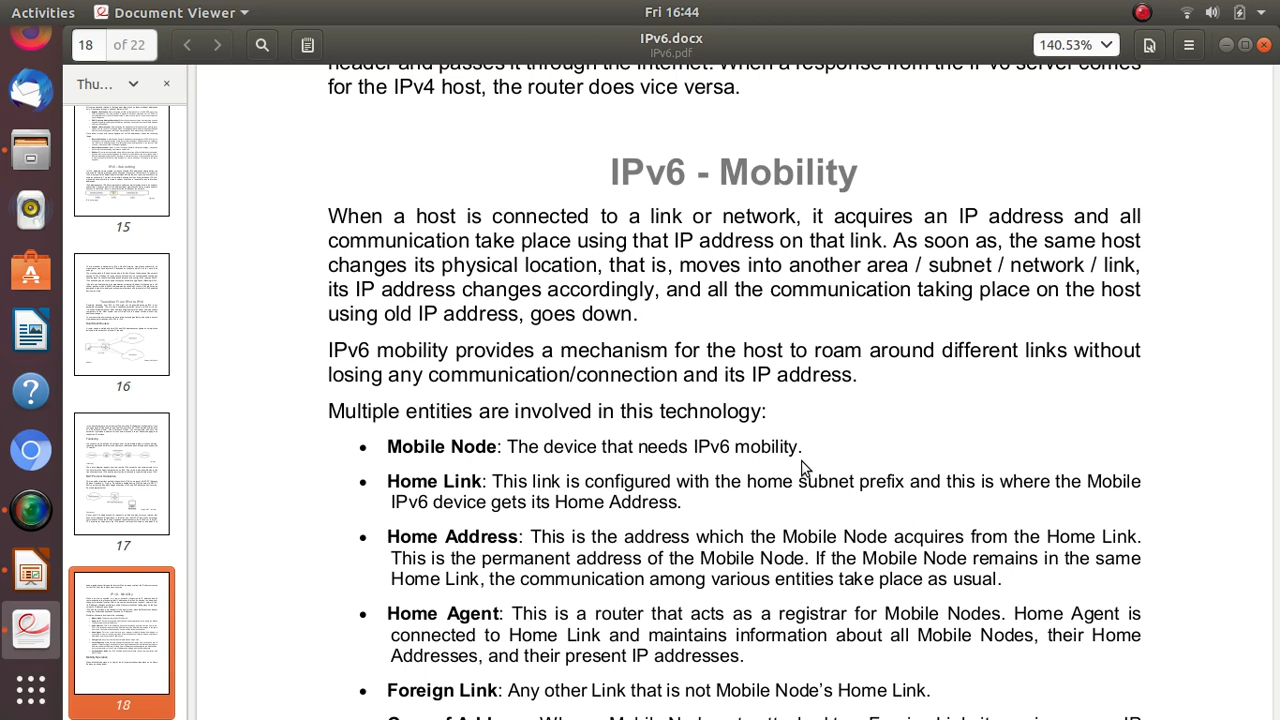 Activities Document Viewer Fri 16:44
18 of 22 IPv6.docx 140.53%
IPv6.pdf
Thu...
15
16
17
18
for the IPv4 host, the router does vice versa.
IPv6 - Mobility
When a host is connected to a link or network, it acquires an IP address and all
communication take place using that IP address on that link. As soon as, the same host
changes its physical location, that is, moves into another area / subnet / network / link,
its IP address changes accordingly, and all the communication taking place on the host
using old IP address, goes down.
IPv6 mobility provides a mechanism for the host to roam around different links without
losing any communication/connection and its IP address.
Multiple entities are involved in this technology:
• Mobile Node: The device that needs IPv6 mobility.
• Home Link: This link is configured with the home subnet prefix and this is where the Mobile
IPv6 device gets its Home Address.
• Home Address: This is the address which the Mobile Node acquires from the Home Link.
This is the permanent address of the Mobile Node. If the Mobile Node remains in the same
Home Link, the communication among various entities take place as usual.
• Home Agent: This is a router that acts as a registrar for Mobile Nodes. Home Agent is
connected to Home Link and maintains information about all Mobile Nodes, their Home
Addresses, and their present IP addresses.
• Foreign Link: Any other Link that is not Mobile Node's Home Link.